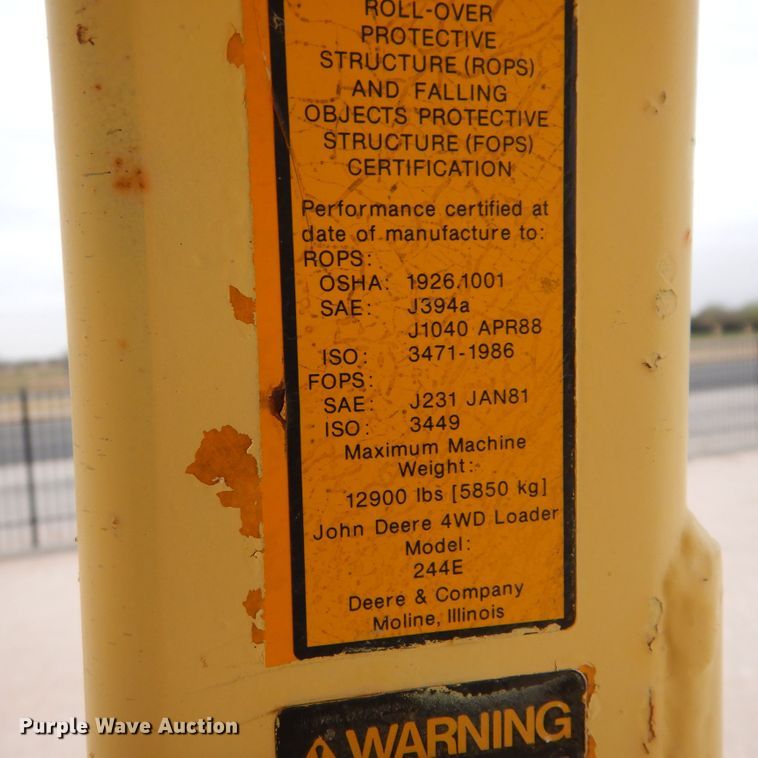 ROLL-OVER
PROTECTIVE
STRUCTURE (ROPS)
AND FALLING
OBJECTS PROTECTIVE
STRUCTURE (FOPS)
CERTIFICATION
Performance certified at
date of manufacture to:
ROPS:
OSHA: 1926.1001
SAE: J394a
J1040 APR88
ISO: 3471-1986
FOPS:
SAE: J231 JAN81
ISO: 3449
Maximum Machine
Weight:
12900 lbs [5850 kg]
John Deere 4WD Loader
Model:
244E
Deere & Company
Moline, Illinois
WARNING
Purple Wave Auction